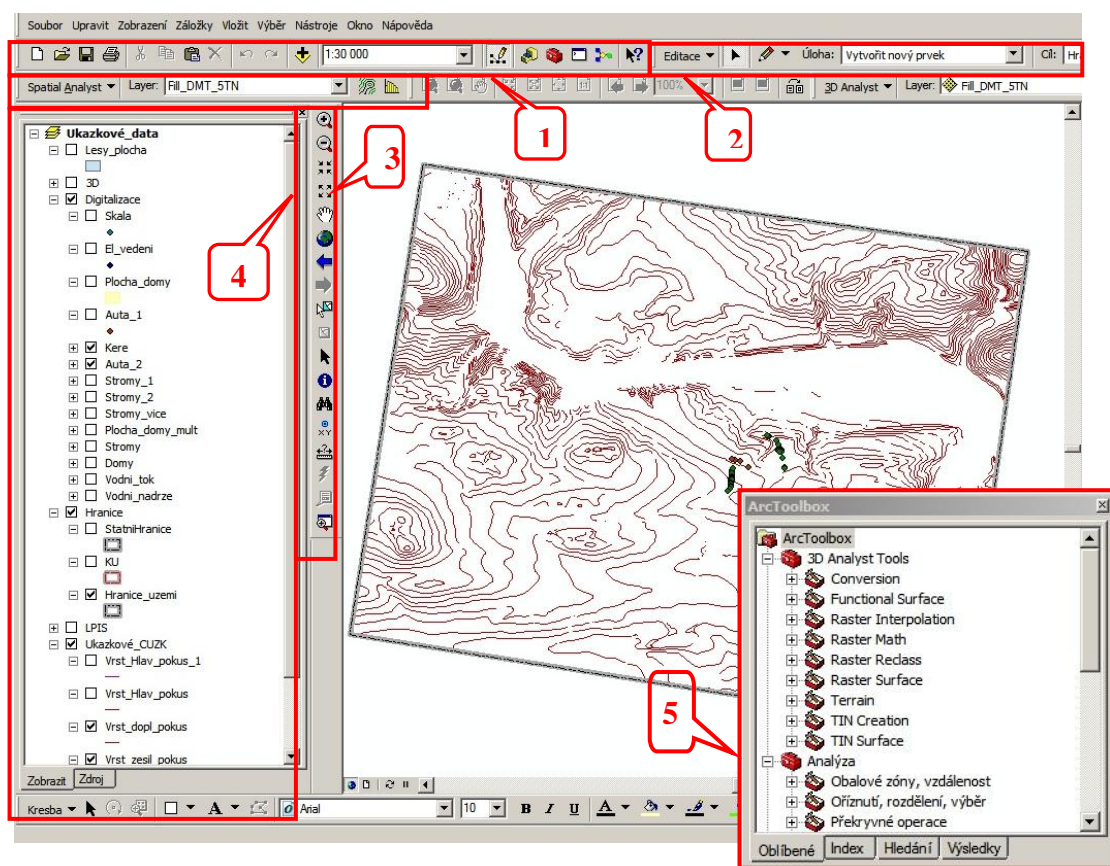 Soubor Upravit Zobrazení Záložky Vložit Výběr Nástroje Okno Nápověda
1:30 000
Editace
Úloha: Vytvořit nový prvek
Cíl: Hr
Spatial Analyst Layer: Fill_DMT_5TN
100%
3D Analyst Layer: Fill_DMT_5TN
1
2
3
4
5
Ukazkové_data
Lesy_plocha
3D
Digitalizace
Skala
El_vedeni
Plocha_domy
Auta_1
Kere
Auta_2
Stromy_1
Stromy_2
Stromy_vice
Plocha_domy_mult
Stromy
Domy
Vodni_tok
Vodni_nadrze
Hranice
StatniHranice
KU
Hranice_uzemi
LPIS
Ukazkové_CUZK
Vrst_Hlav_pokus_1
Vrst_Hlav_pokus
Vrst_dopl_pokus
Vrst_zesil_pokus
Zobrazit Zdroj
XY
ArcToolbox
ArcToolbox
3D Analyst Tools
Conversion
Functional Surface
Raster Interpolation
Raster Math
Raster Reclass
Raster Surface
Terrain
TIN Creation
TIN Surface
Analýza
Obalové zóny, vzdálenost
Oříznutí, rozdělení, výběr
Překryvné operace
Oblíbené Index Hledání Výsledky
Kresba A Arial 10 B I U A